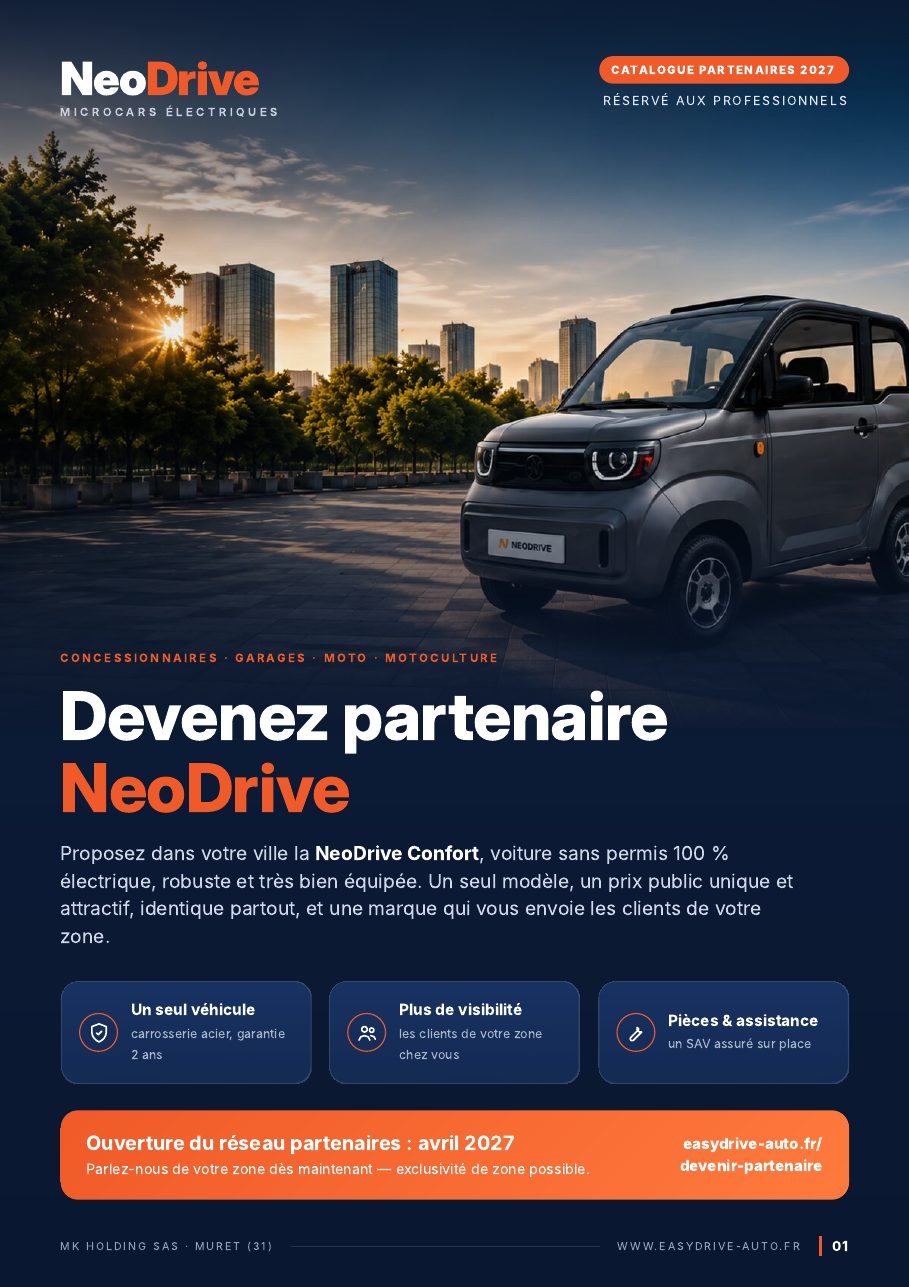 NeoDrive
MICROCARS ÉLECTRIQUES
CATALOGUE PARTENAIRES 2027
RÉSERVÉ AUX PROFESSIONNELS
NEODRIVE
CONCESSIONNAIRES · GARAGES · MOTO · MOTOCULTURE
Devenez partenaire
NeoDrive
Proposez dans votre ville la NeoDrive Confort, voiture sans permis 100 %
électrique, robuste et très bien équipée. Un seul modèle, un prix public unique et
attractif, identique partout, et une marque qui vous envoie les clients de votre
zone.
Un seul véhicule
carrosserie acier, garantie
2 ans
Plus de visibilité
les clients de votre zone
chez vous
Pièces & assistance
un SAV assuré sur place
Ouverture du réseau partenaires : avril 2027
Parlez-nous de votre zone dès maintenant — exclusivité de zone possible.
easydrive-auto.fr/
devenir-partenaire
MK HOLDING SAS · MURET (31)
WWW.EASYDRIVE-AUTO.FR
01